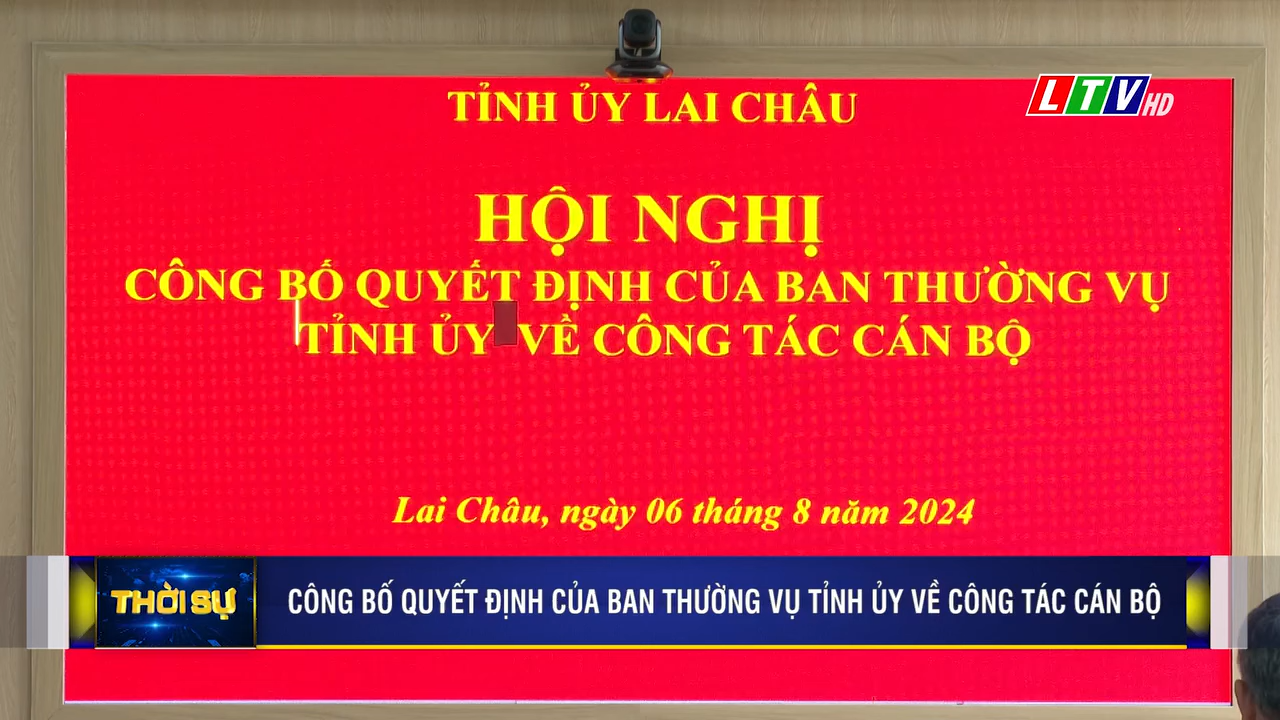 TỈNH ỦY LAI CHÂU
LTV HD
HỘI NGHỊ
CÔNG BỐ QUYẾT ĐỊNH CỦA BAN THƯỜNG VỤ
TỈNH ỦY VỀ CÔNG TÁC CÁN BỘ
Lai Châu, ngày 06 tháng 8 năm 2024
THỜI SỰ
CÔNG BỐ QUYẾT ĐỊNH CỦA BAN THƯỜNG VỤ TỈNH ỦY VỀ CÔNG TÁC CÁN BỘ